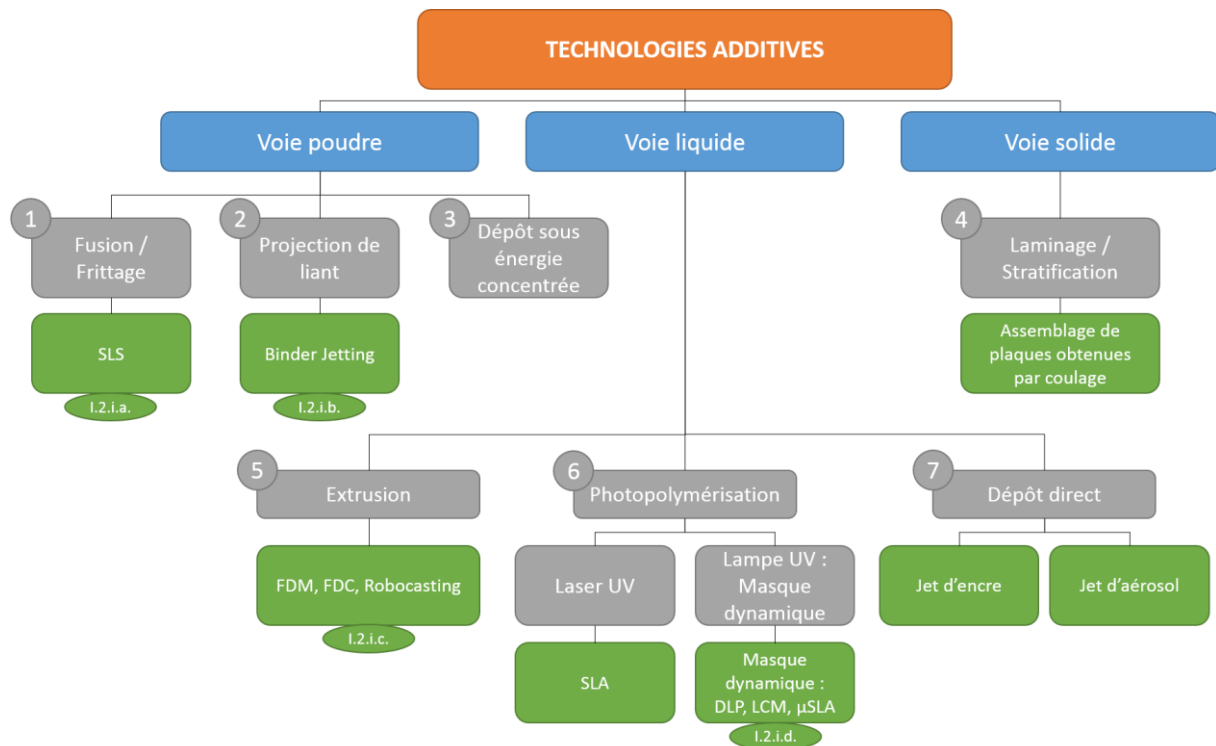 TECHNOLOGIES ADDITIVES
Voie poudre
Voie liquide
Voie solide
1
Fusion /
Frittage
2
Projection de
liant
3
Dépôt sous
énergie
concentrée
4
Laminage /
Stratification
SLS
I.2.i.a.
Binder Jetting
I.2.i.b.
Assemblage de
plaques obtenues
par coulage
5
Extrusion
6
Photopolymérisation
7
Dépôt direct
FDM, FDC, Robocasting
I.2.i.c.
Laser UV
Lampe UV :
Masque
dynamique
Jet d'encre
Jet d'aérosol
SLA
Masque
dynamique :
DLP, LCM, µSLA
I.2.i.d.